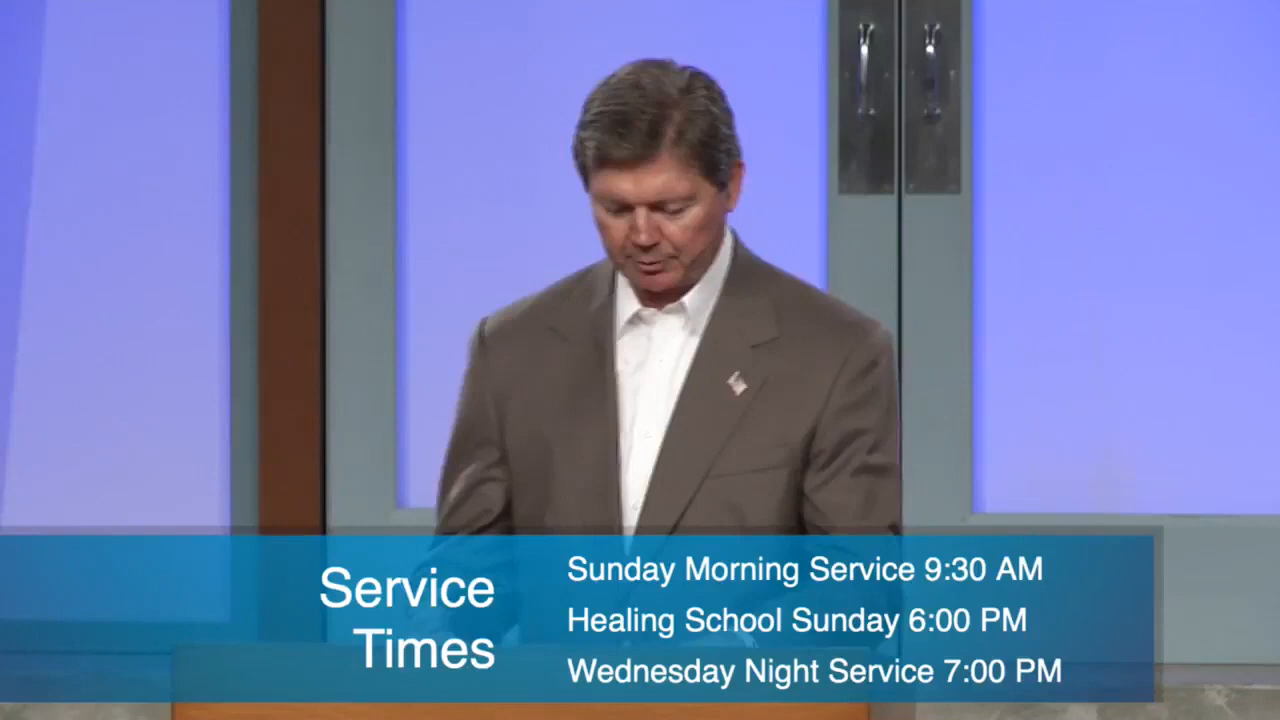 Service
Times
Sunday Morning Service 9:30 AM
Healing School Sunday 6:00 PM
Wednesday Night Service 7:00 PM